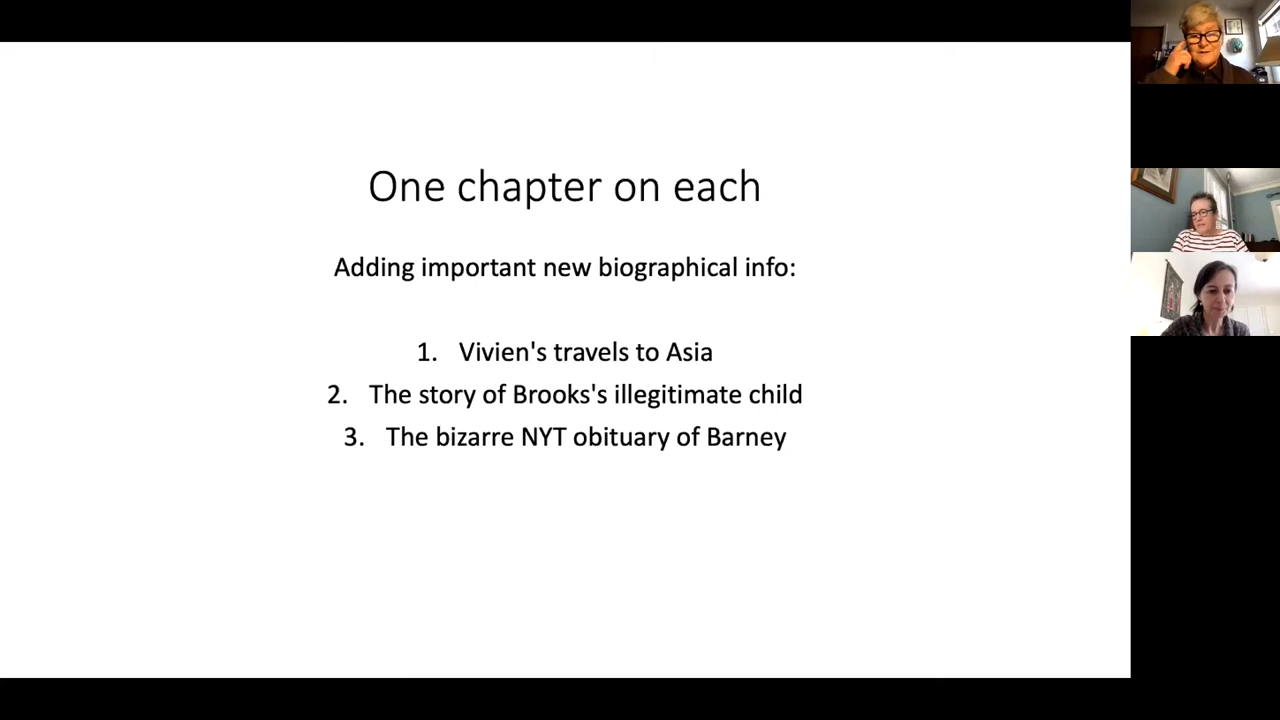 One chapter on each
Adding important new biographical info:
1. Vivien's travels to Asia
2. The story of Brooks's illegitimate child
3. The bizarre NYT obituary of Barney